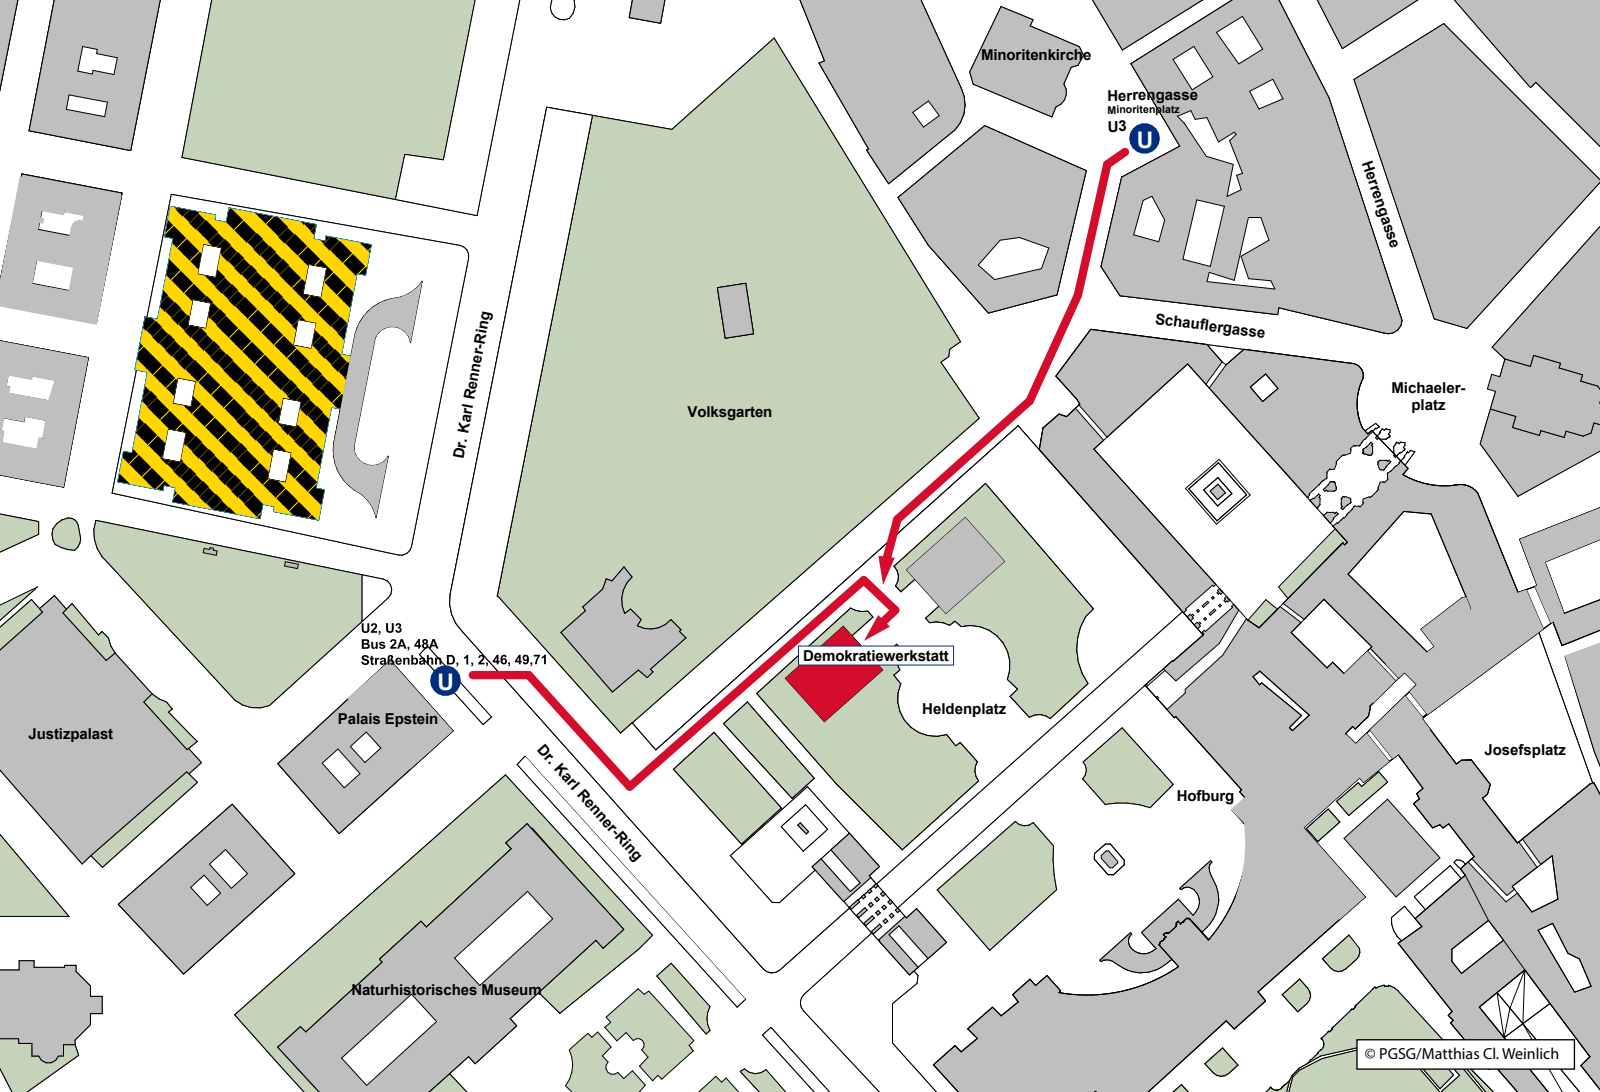 Minoritenkirche
Herrengasse
Minoritenplatz
U3
U
Herrengasse
Schauflergasse
Michaeler-
platz
Dr. Karl Renner-Ring
Volksgarten
U2, U3
Bus 2A, 48A
Straßenbahn D, 1, 2, 46, 49,71
U
Demokratiewerkstatt
Heldenplatz
Palais Epstein
Justizpalast
Dr. Karl Renner-Ring
Josefsplatz
Hofburg
Naturhistorisches Museum
© PGSG/Matthias Cl. Weinlich